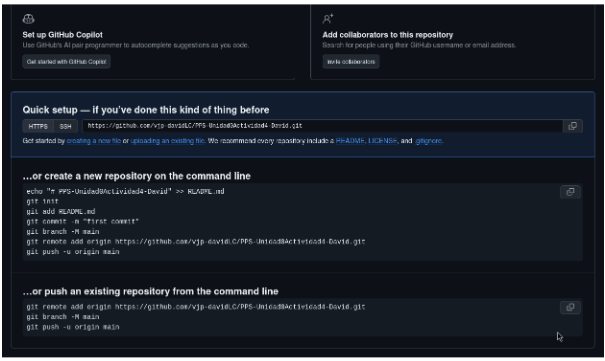 Set up GitHub Copilot
Use GitHub's AI pair programmer to autocomplete suggestions as you code.
Get started with GitHub Copilot
Add collaborators to this repository
Search for people using their GitHub username or email address.
Invite collaborators
Quick setup — if you've done this kind of thing before
HTTPS SSH https://github.com/vjp-davidLC/PPS-Unidad0Actividad4-David.git
Get started by creating a new file or uploading an existing file. We recommend every repository include a README, LICENSE, and .gitignore.
...or create a new repository on the command line
echo "# PPS-Unidad0Actividad4-David" >> README.md
git init
git add README.md
git commit -m "first commit"
git branch -M main
git remote add origin https://github.com/vjp-davidLC/PPS-Unidad0Actividad4-David.git
git push -u origin main
...or push an existing repository from the command line
git remote add origin https://github.com/vjp-davidLC/PPS-Unidad0Actividad4-David.git
git branch -M main
git push -u origin main